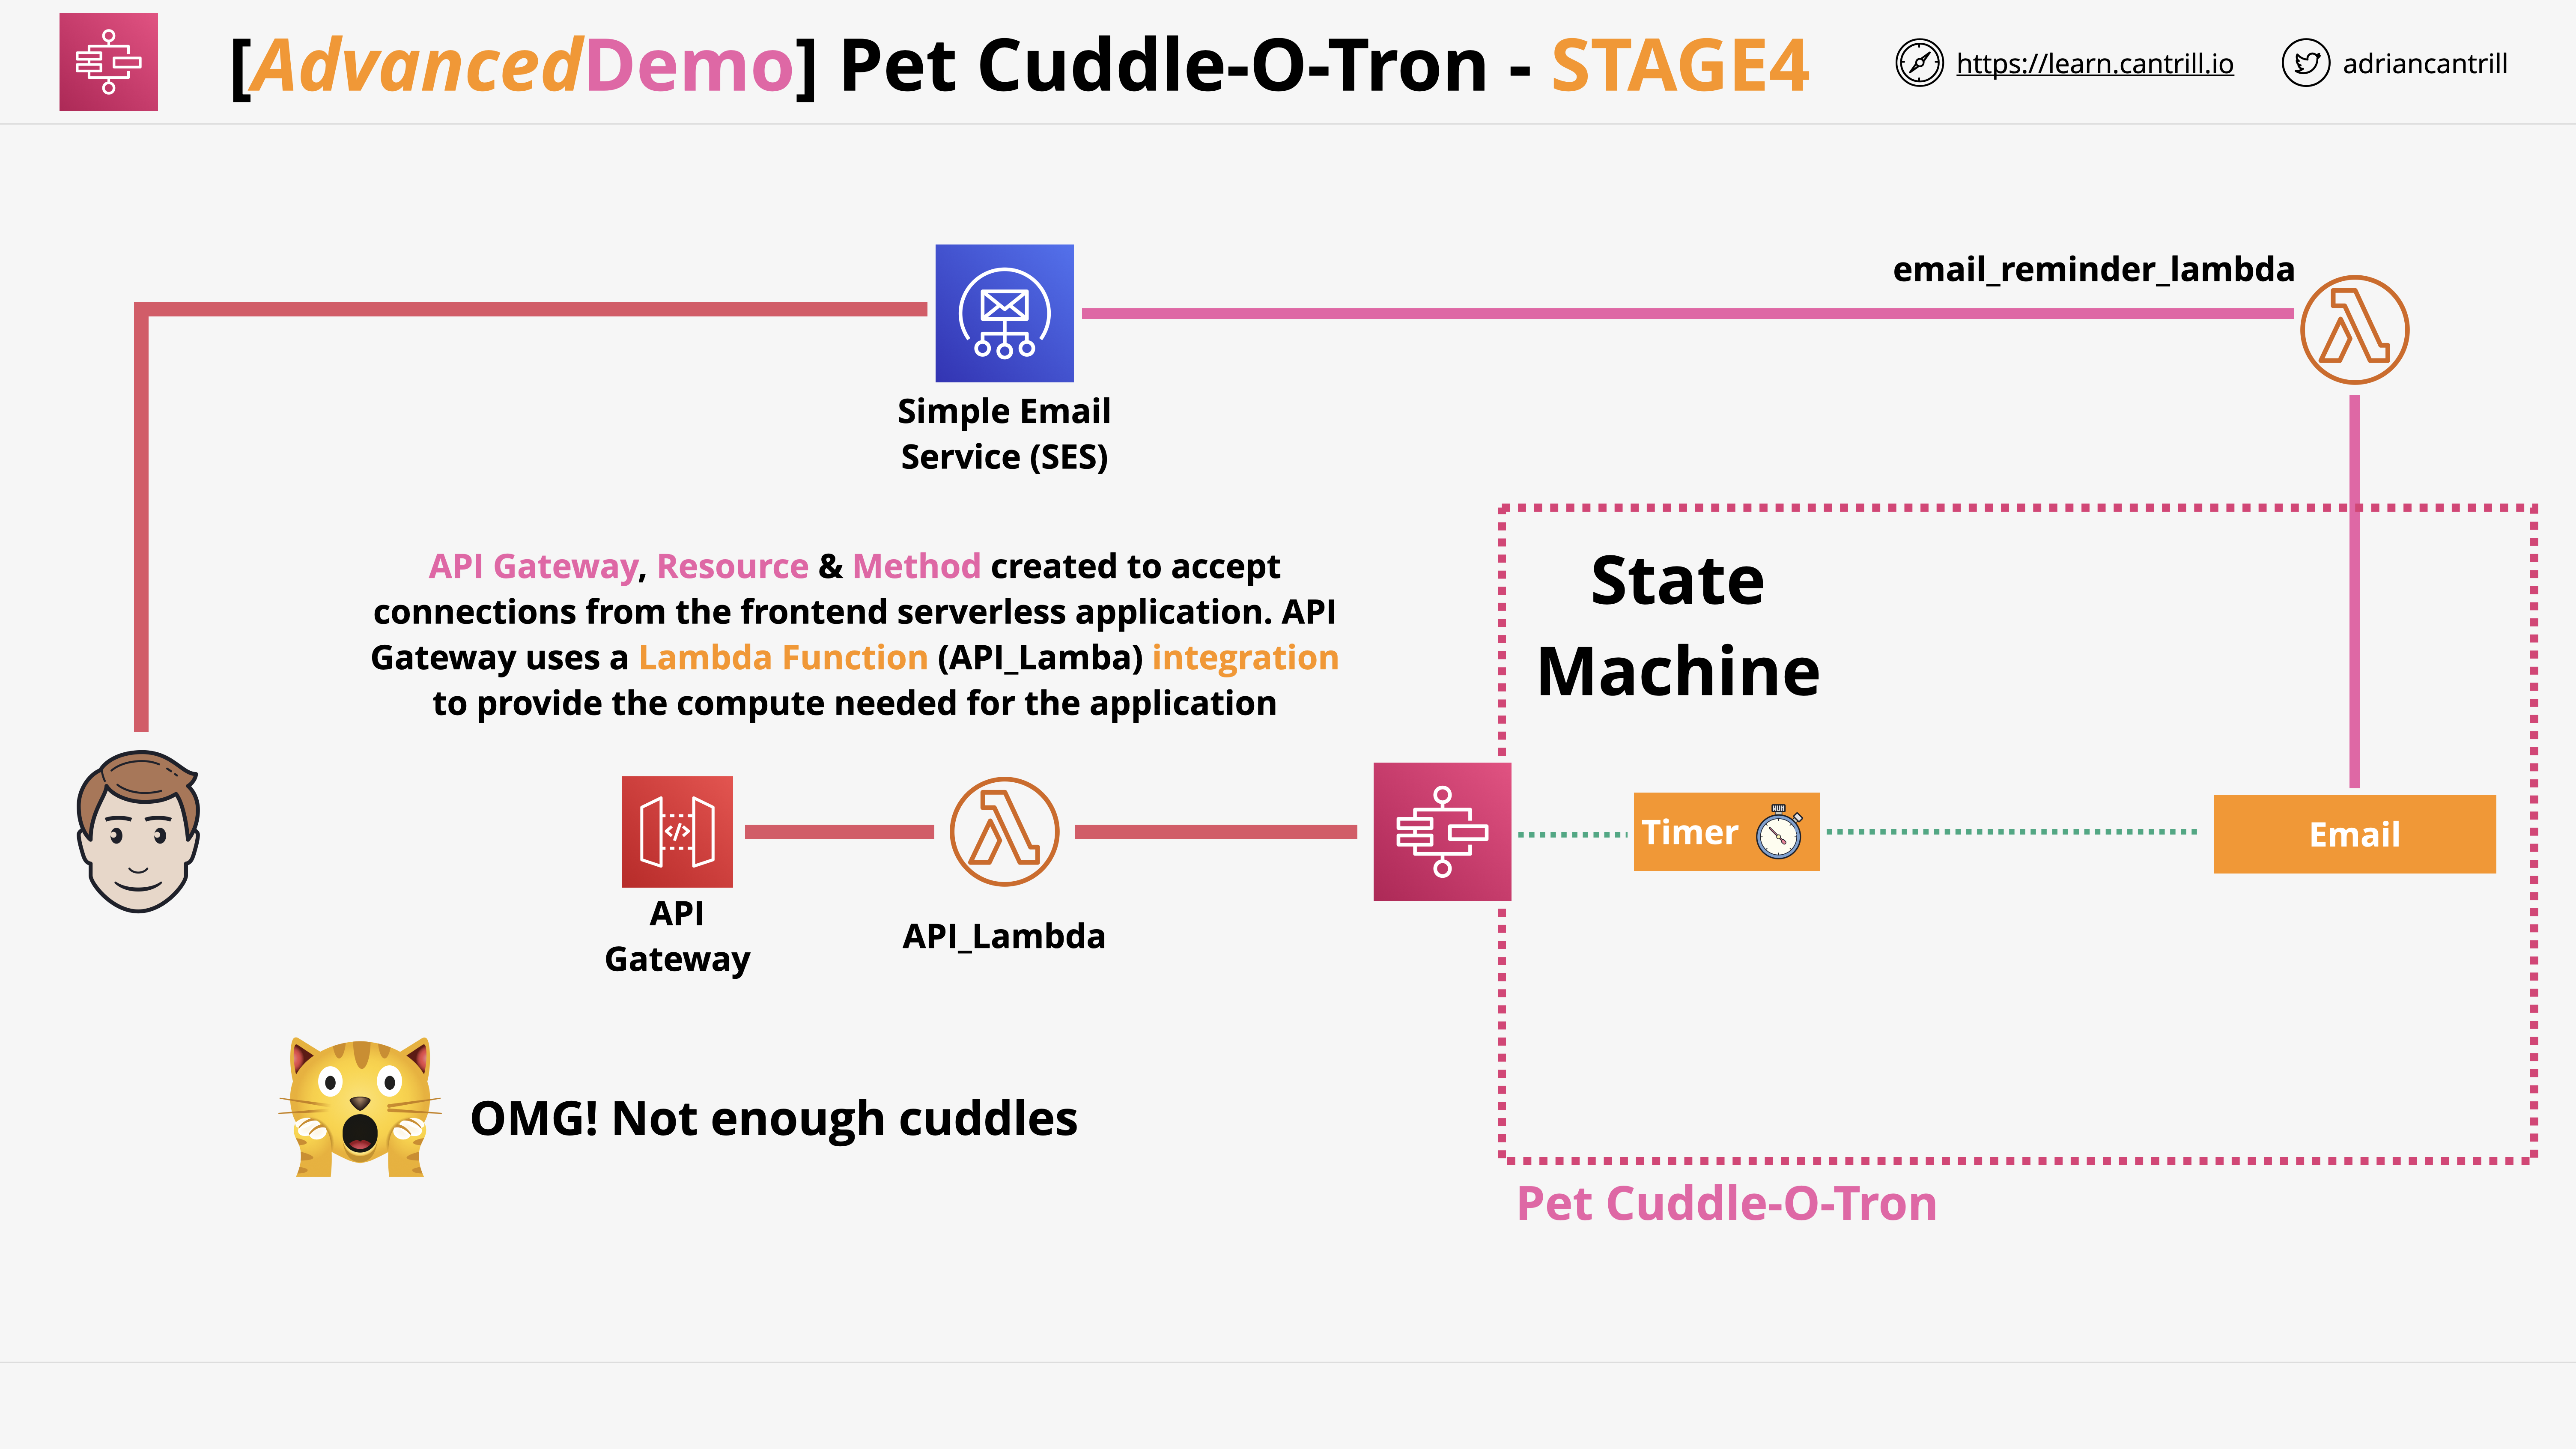 [AdvancedDemo] Pet Cuddle-O-Tron - STAGE4
https://learn.cantrill.io
adriancantrill
email_reminder_lambda
Simple Email
Service (SES)
API Gateway, Resource & Method created to accept
connections from the frontend serverless application. API
Gateway uses a Lambda Function (API_Lamba) integration
to provide the compute needed for the application
State
Machine
Timer
Email
API
Gateway
API_Lambda
OMG! Not enough cuddles
Pet Cuddle-O-Tron